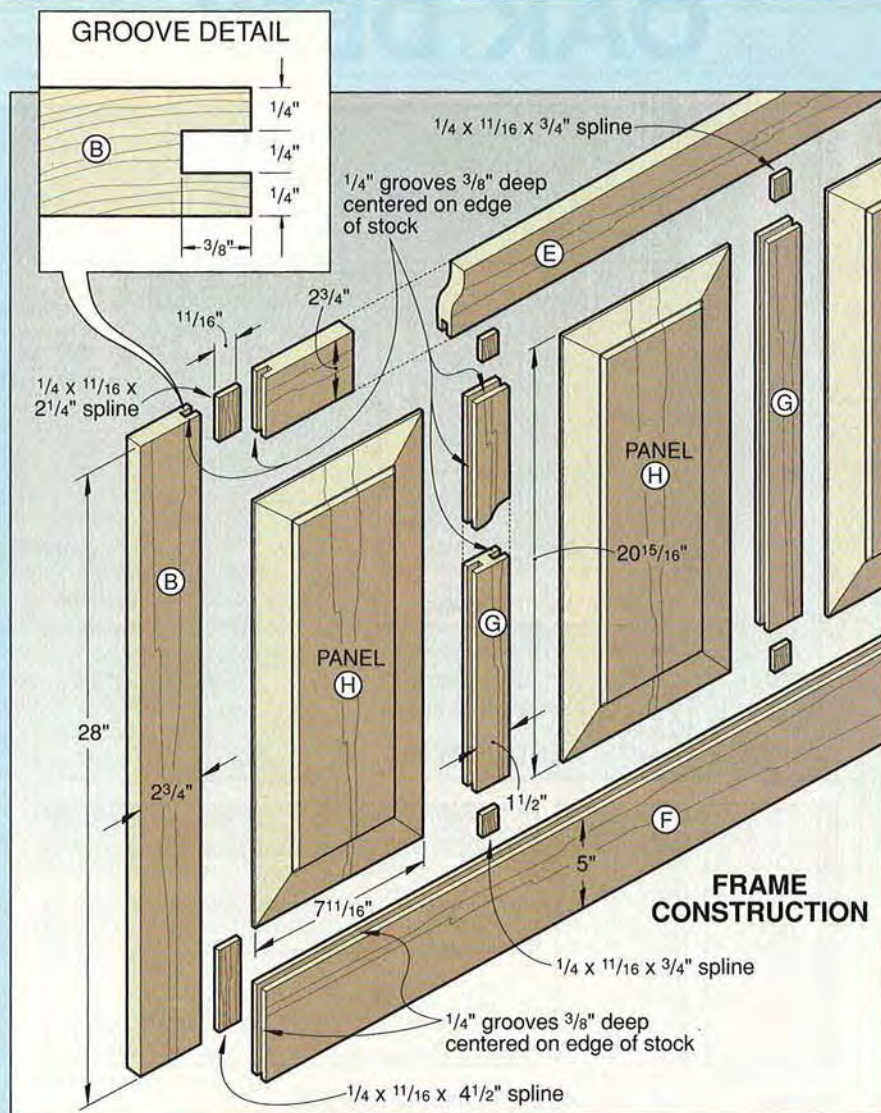 OAK DE
GROOVE DETAIL
1/4"
B
1/4"
1/4"
3/8"
1/4 x 11/16 x 3/4" spline
1/4" grooves 3/8" deep
centered on edge
of stock
E
11/16"
2 3/4"
1/4 x 11/16 x
2 1/4" spline
G
PANEL
H
20 15/16"
B
G
PANEL
H
28"
2 3/4"
1 1/2"
F
5"
FRAME
CONSTRUCTION
7 11/16"
1/4 x 11/16 x 3/4" spline
1/4" grooves 3/8" deep
centered on edge of stock
1/4 x 11/16 x 4 1/2" spline